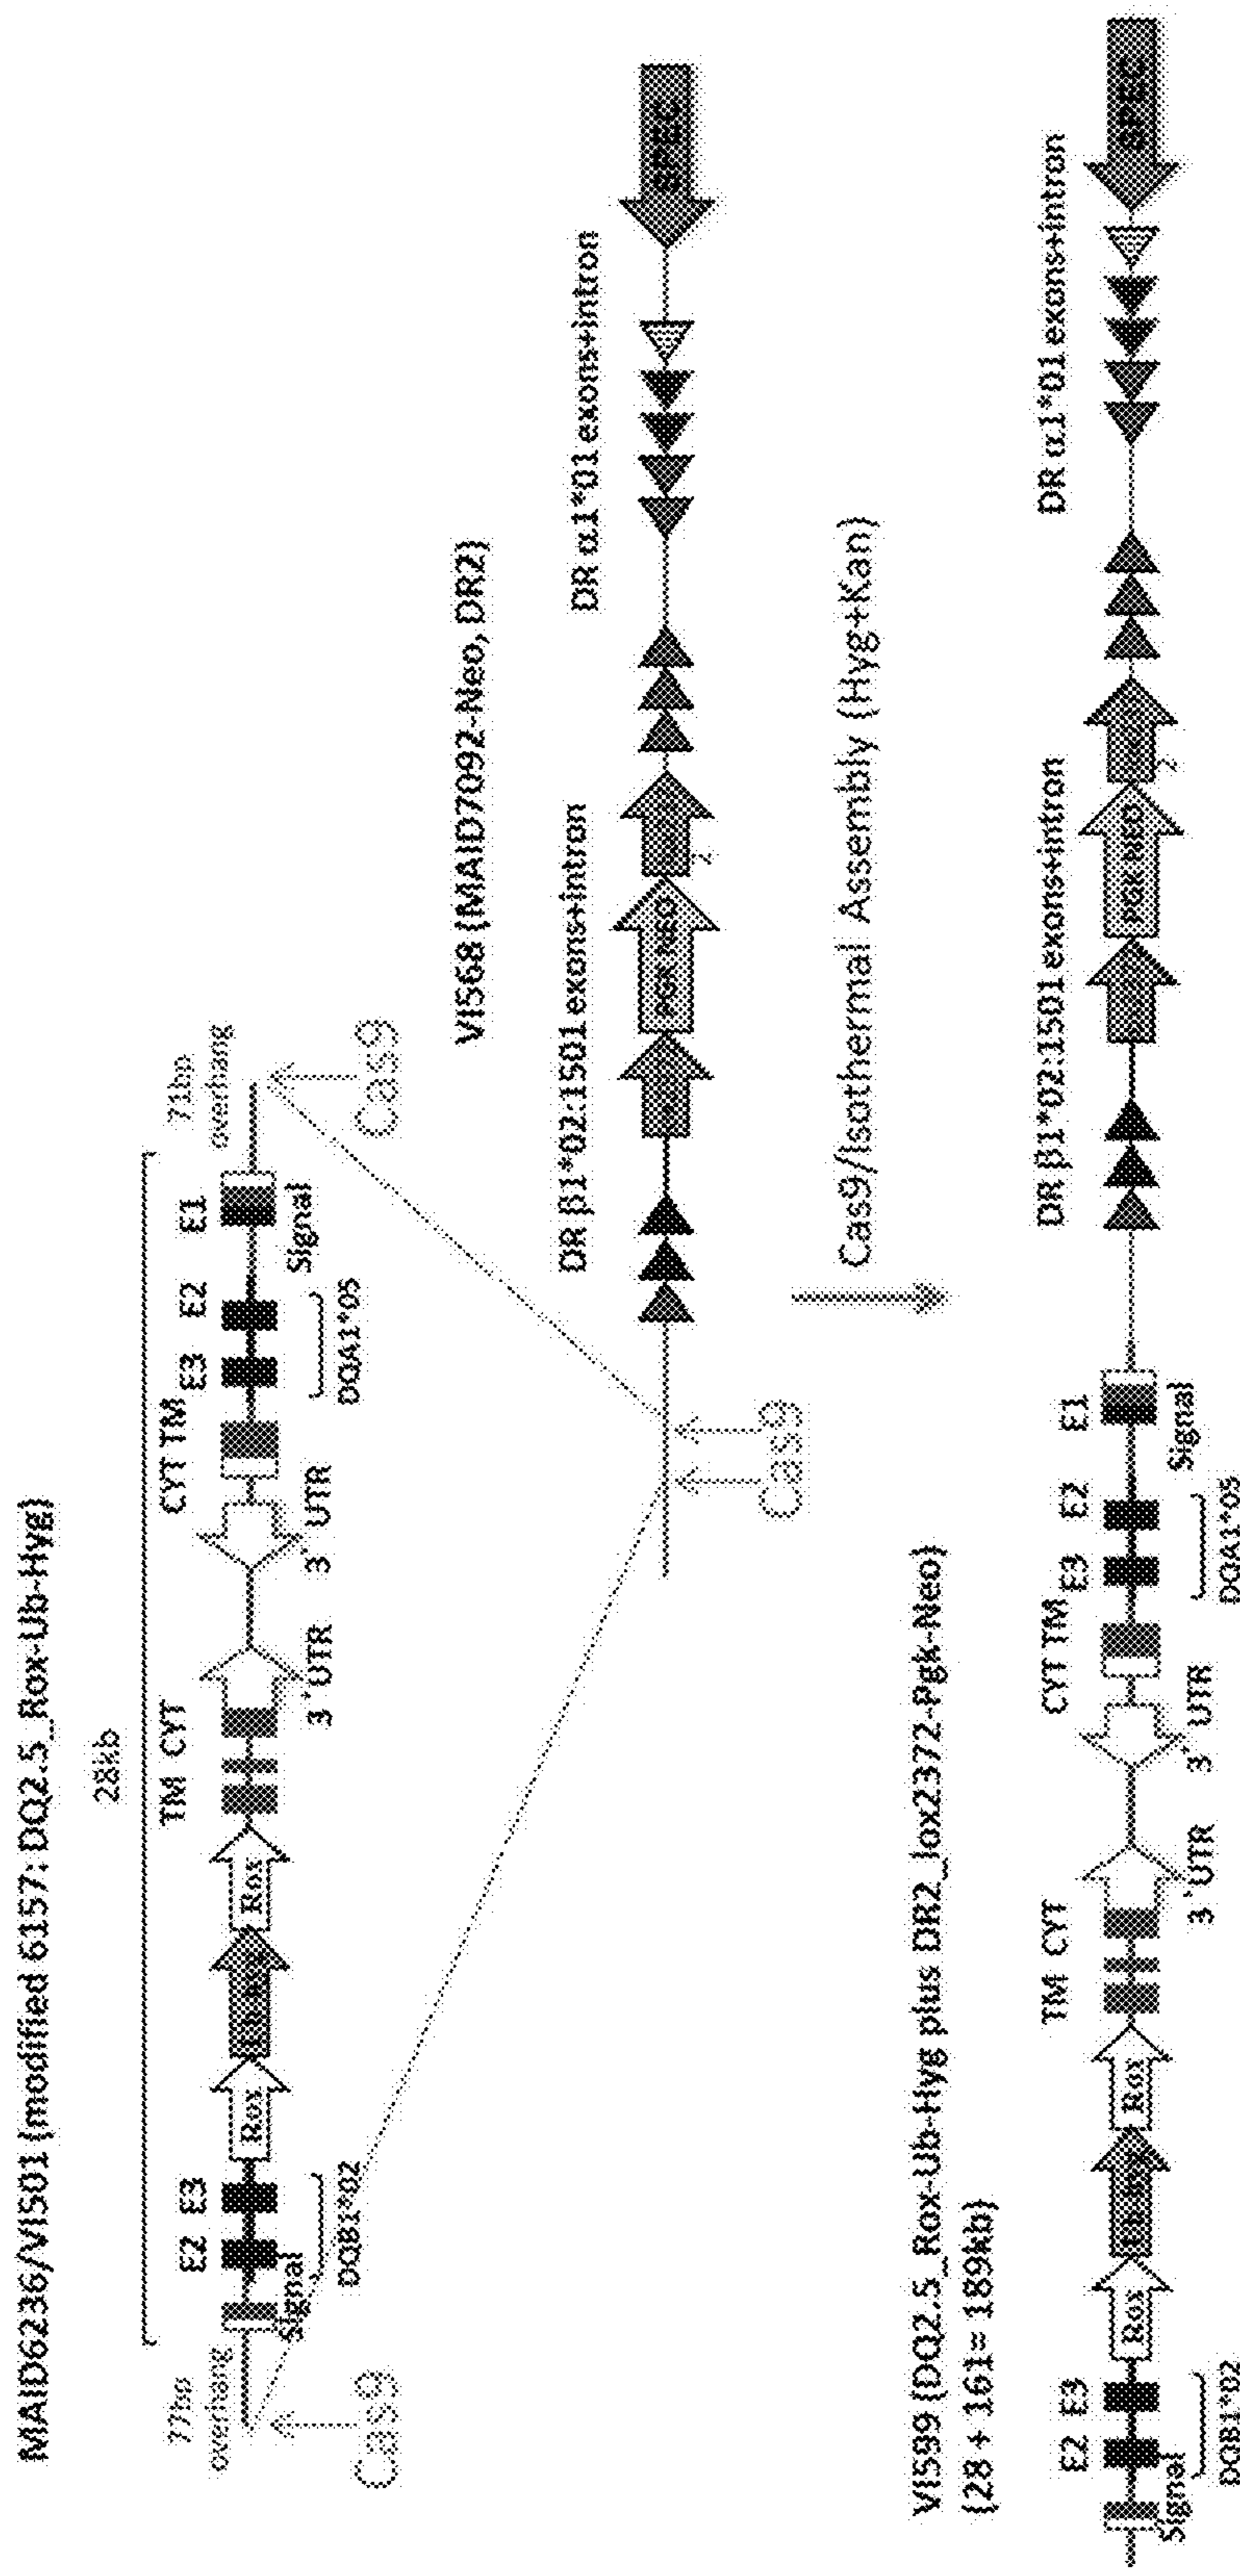 MAID6236/VI501 (modified 6157: DQ2.5_Rox-Ub-Hyg)
28kb
77bp overhang
E2 E3
TM CYT
CYT TM
E3 E2 E1
71bp overhang
Rox
Rox
Signal
DQB1*02
3' UTR
3' UTR
DQA1*05
Signal
Cas9
Cas9
VI568 (MAID7092-Neo, DR2)
DR β1*02:1501 exons+intron
DR α1*01 exons+intron
PGK NEO
2
SPEC
Cas9
Cas9/Isothermal Assembly (Hyg+Kan)
VI599 (DQ2.5_Rox-Ub-Hyg plus DR2_lox2372-Pgk-Neo)
(28 + 161= 189kb)
E2 E3
TM CYT
CYT TM
E3 E2 E1
DR β1*02:1501 exons+intron
DR α1*01 exons+intron
Rox
Rox
PGK NEO
2
SPEC
Signal
DQB1*02
3' UTR
3' UTR
DQA1*05
Signal